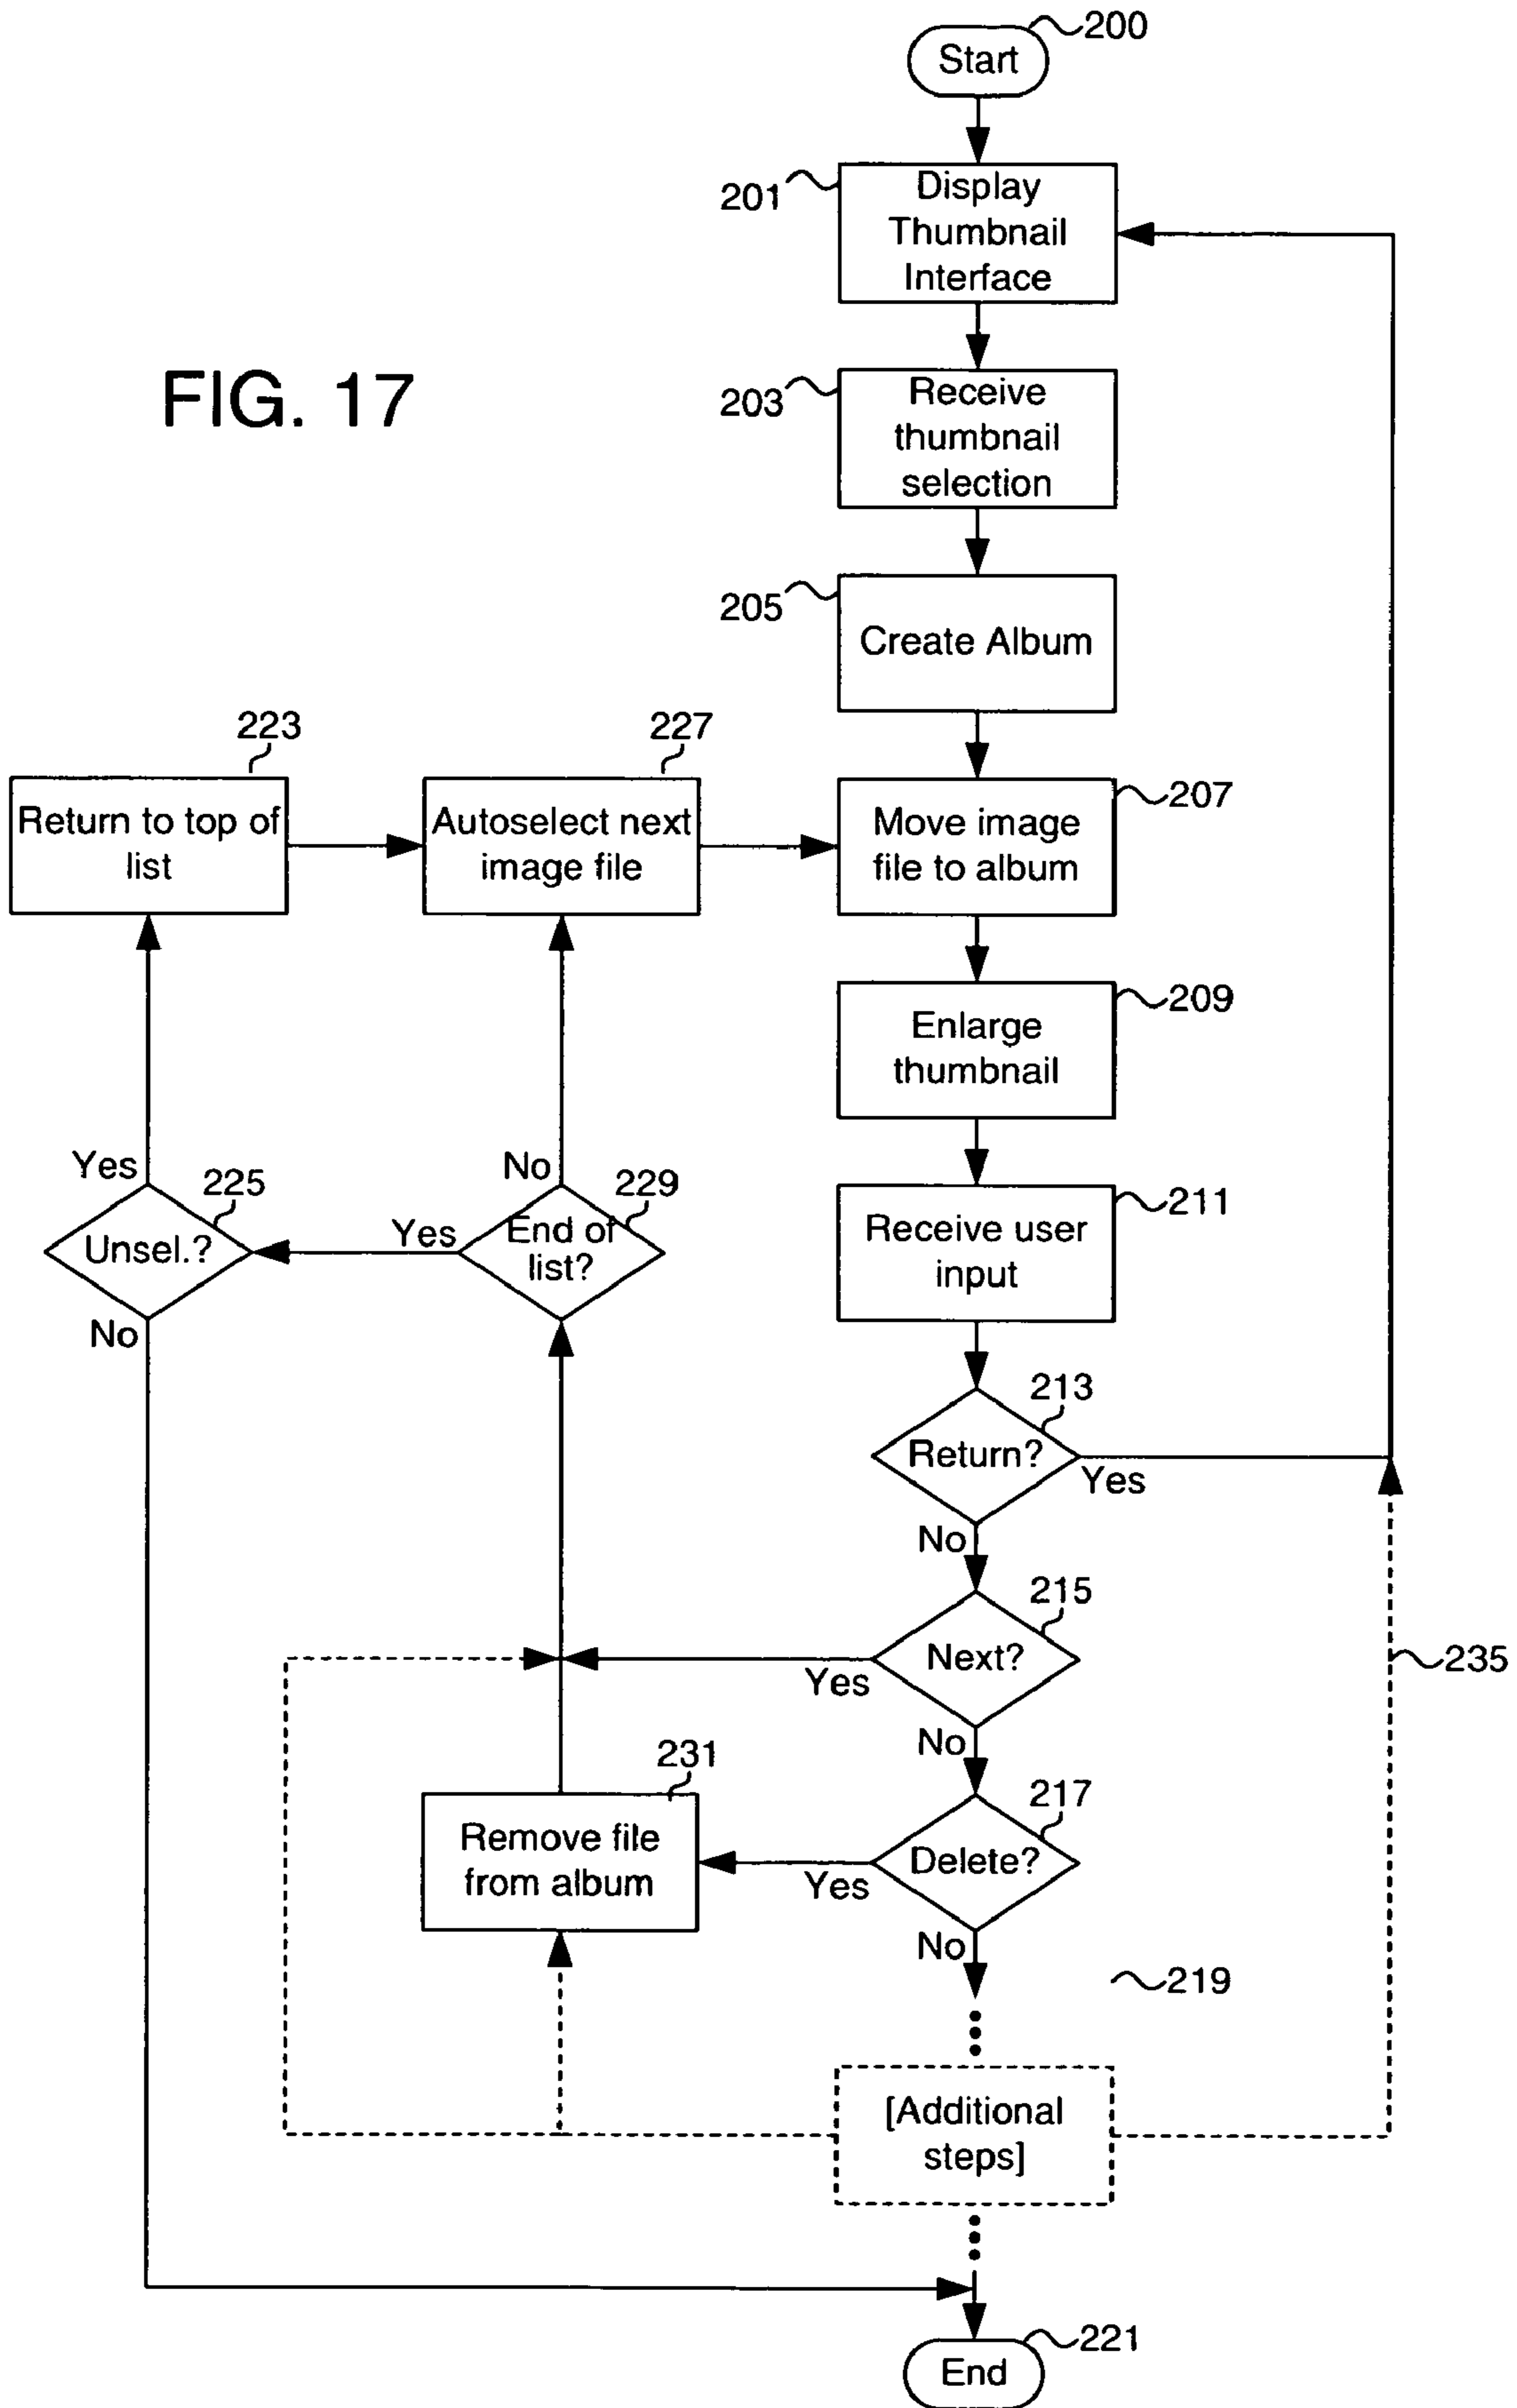 200
Start
201
Display
Thumbnail
Interface
FIG. 17
203
Receive
thumbnail
selection
205
Create Album
223
227
Return to top of
list
Autoselect next
image file
207
Move image
file to album
209
Enlarge
thumbnail
Yes
225
No
229
211
Unsel.?
Yes
End of
list?
Receive user
input
No
213
Return?
Yes
No
215
Next?
Yes
235
No
231
217
Remove file
from album
Delete?
Yes
No
219
[Additional
steps]
221
End